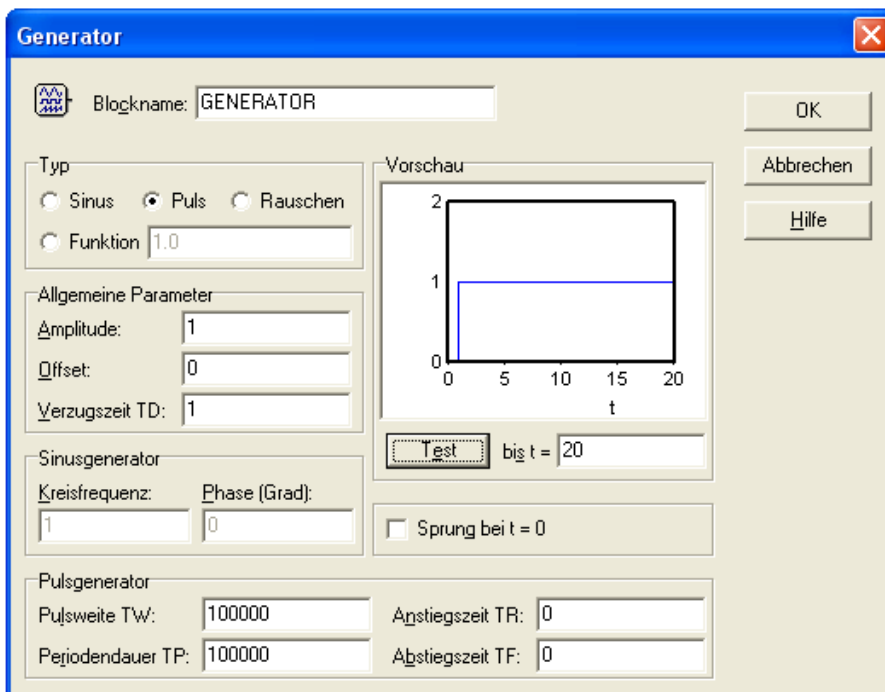 Generator
Blockname: GENERATOR
OK
Abbrechen
Hilfe
Typ
Sinus Puls Rauschen
Funktion 1.0
Allgemeine Parameter
Amplitude: 1
Offset: 0
Verzugszeit TD: 1
Vorschau
2
1
0
0 5 10 15 20
t
Test bis t = 20
Sinusgenerator
Kreisfrequenz: Phase (Grad):
1 0
Sprung bei t = 0
Pulsgenerator
Pulsweite TW: 100000 Anstiegszeit TR: 0
Periodendauer TP: 100000 Abstiegszeit TF: 0